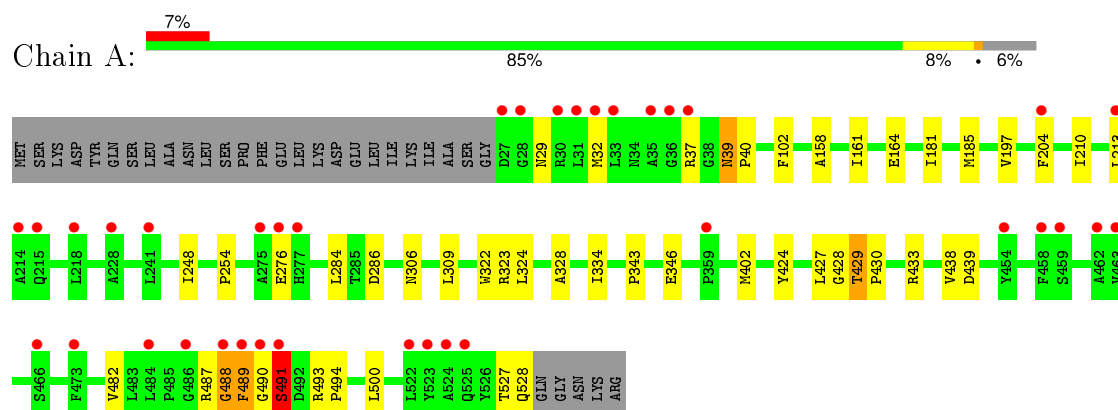 7%
Chain A:
85% 8% • 6%
MET SER LYS ASP TYR GLN SER LEU ALA ASN LEU SER PRO PHE GLU LEU LYS ASP GLU LEU ILE LYS ILE ALA SER GLY D27 G28 N29 R30 L31 M32 L33 N34 A35 G36 R37 G38 N39 P40 F102 A158 I161 E164 I181 M185 V197 F204 I210 L213
A214 Q215 L218 A228 L241 I248 P254 A275 E276 H277 L284 T285 D286 N306 L309 W322 R323 L324 A328 I334 P343 E346 P359 M402 Y424 L427 G428 T429 P430 R433 V438 D439 Y454 F458 S459 A462 V463
S466 F473 V482 L483 L484 P485 G486 R487 G488 F489 G490 S491 D492 R493 P494 L500 L522 Y523 A524 Q525 Y526 T527 Q528 GLN GLY ASN LYS ARG